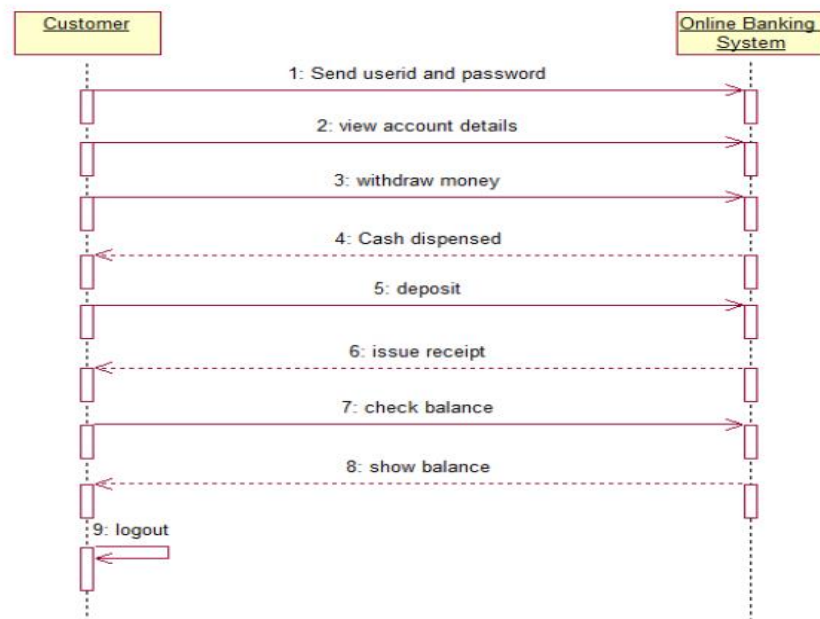 Customer
Online Banking
System
1: Send userid and password
2: view account details
3: withdraw money
4: Cash dispensed
5: deposit
6: issue receipt
7: check balance
8: show balance
9: logout